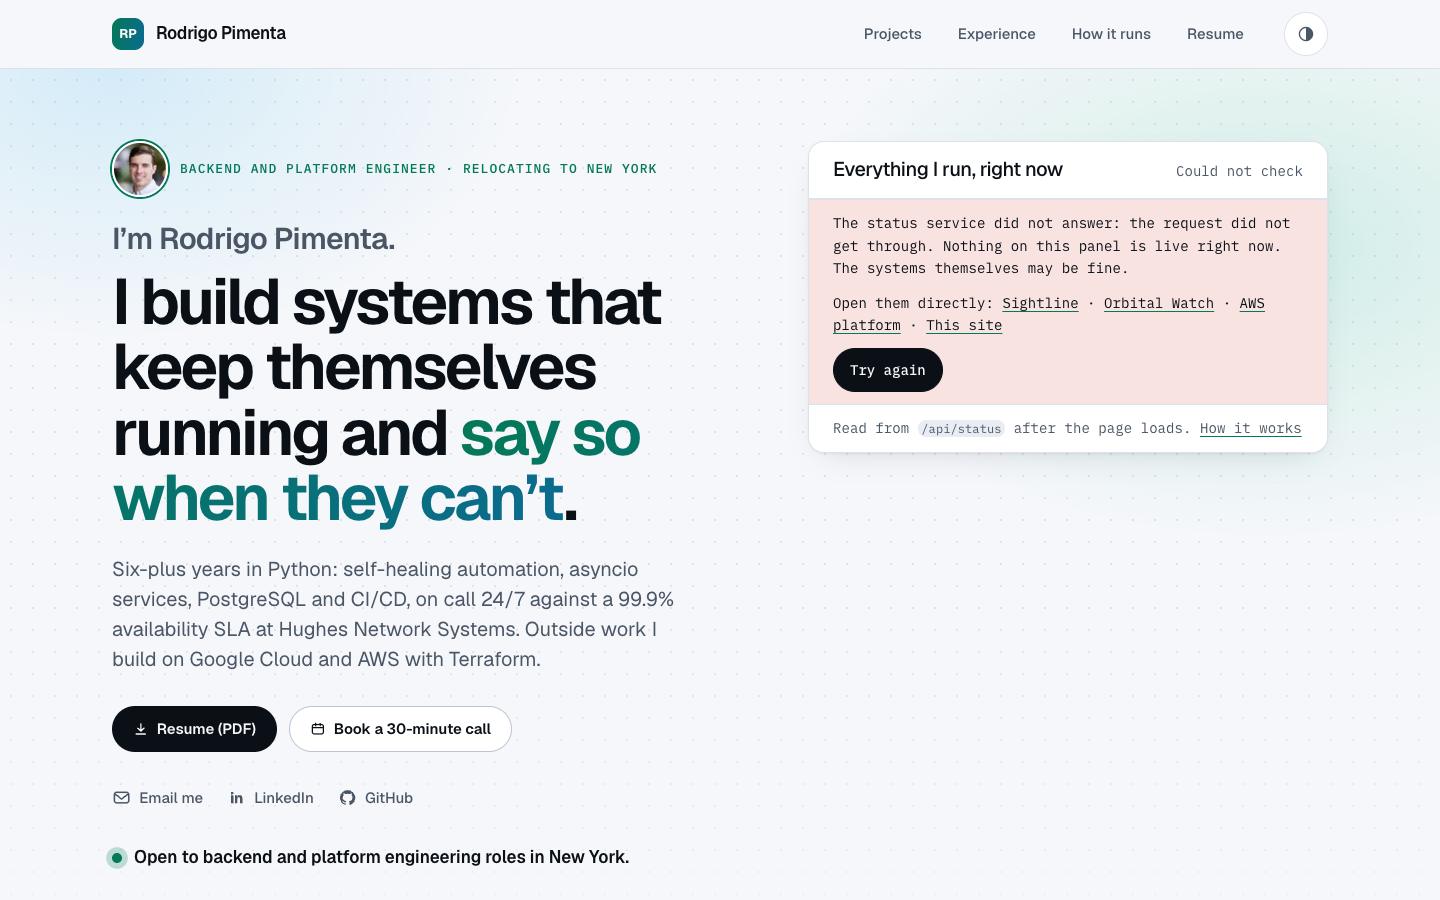 RP Rodrigo Pimenta
Projects Experience How it runs Resume
BACKEND AND PLATFORM ENGINEER · RELOCATING TO NEW YORK
I’m Rodrigo Pimenta.
I build systems that
keep themselves
running and say so
when they can’t.
Six-plus years in Python: self-healing automation, asyncio
services, PostgreSQL and CI/CD, on call 24/7 against a 99.9%
availability SLA at Hughes Network Systems. Outside work I
build on Google Cloud and AWS with Terraform.
Resume (PDF) Book a 30-minute call
Email me LinkedIn GitHub
Open to backend and platform engineering roles in New York.
Everything I run, right now Could not check
The status service did not answer: the request did not
get through. Nothing on this panel is live right now.
The systems themselves may be fine.
Open them directly: Sightline · Orbital Watch · AWS
platform · This site
Try again
Read from /api/status after the page loads. How it works